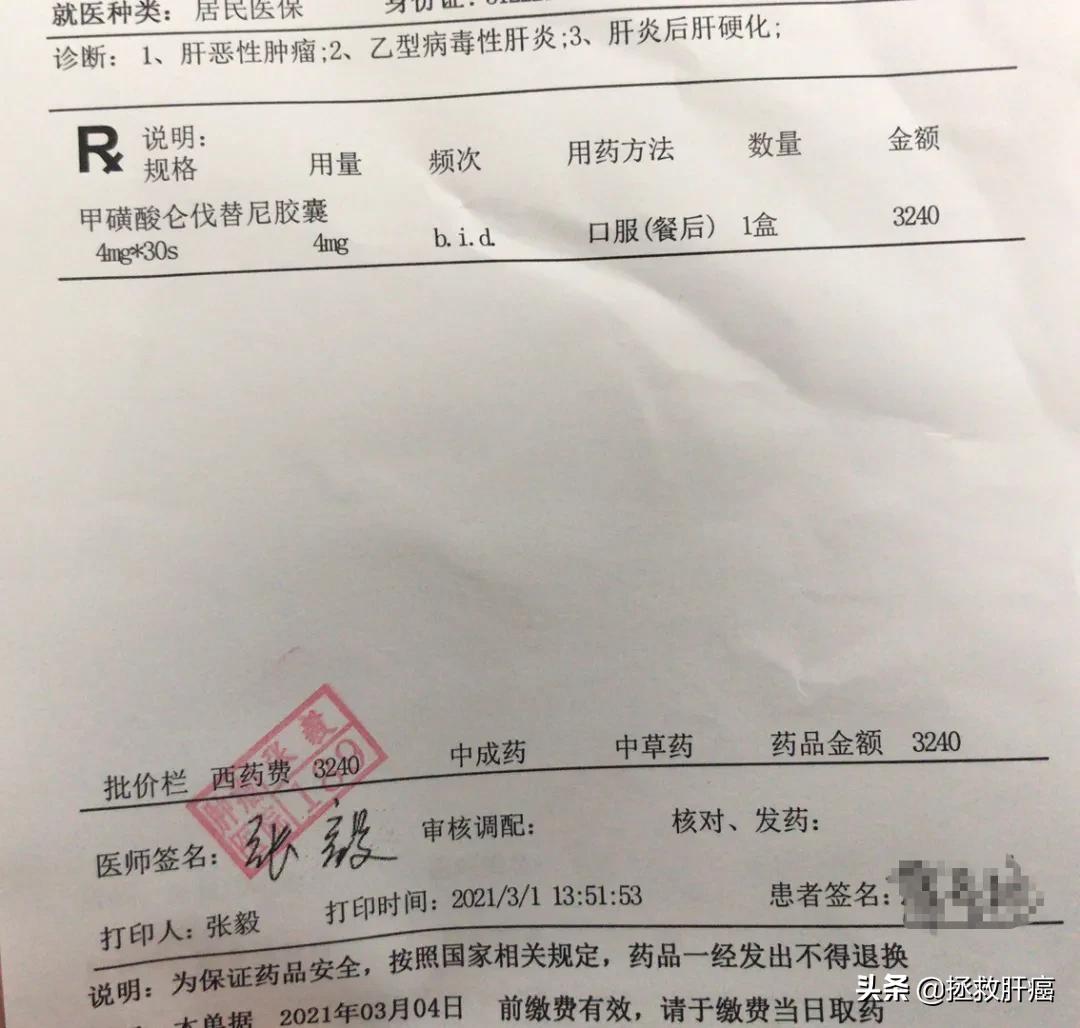 就医种类：居民医保 身份证:
诊断：1、肝恶性肿瘤;2、乙型病毒性肝炎;3、肝炎后肝硬化;
R 说明：
规格 用量 频次 用药方法 数量 金额
甲磺酸仑伐替尼胶囊
4mg*30s 4mg b.i.d. 口服(餐后) 1盒 3240
批价栏 西药费 3240 中成药 中草药 药品金额 3240
医师签名：张毅 审核调配： 核对、发药：
打印人：张毅 打印时间：2021/3/1 13:51:53 患者签名：
说明：为保证药品安全，按照国家相关规定，药品一经发出不得退换
本单据 2021年03月04日 前缴费有效，请于缴费当日取药
头条 @拯救肝癌